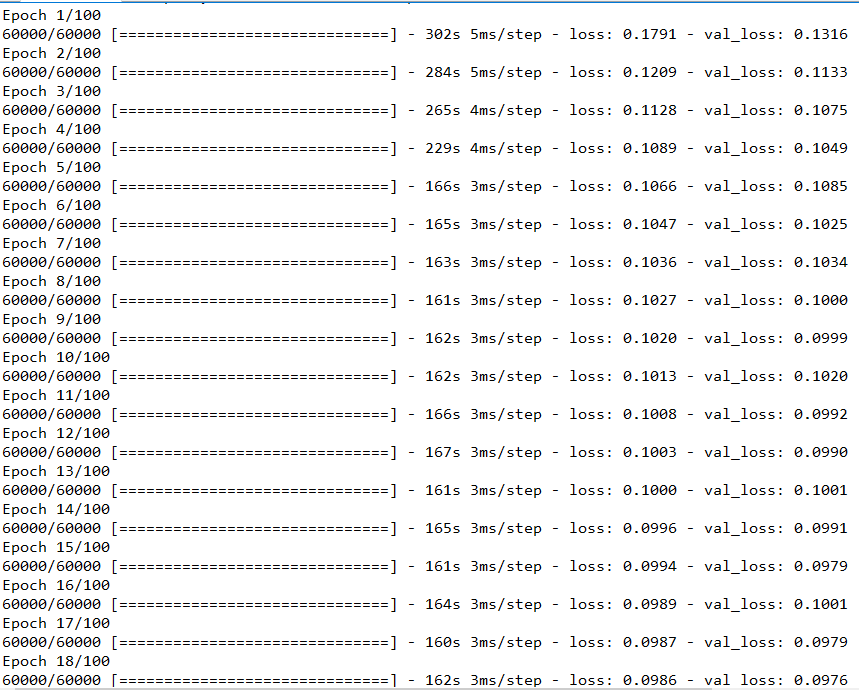 Epoch 1/100
60000/60000 [==============================] - 302s 5ms/step - loss: 0.1791 - val_loss: 0.1316
Epoch 2/100
60000/60000 [==============================] - 284s 5ms/step - loss: 0.1209 - val_loss: 0.1133
Epoch 3/100
60000/60000 [==============================] - 265s 4ms/step - loss: 0.1128 - val_loss: 0.1075
Epoch 4/100
60000/60000 [==============================] - 229s 4ms/step - loss: 0.1089 - val_loss: 0.1049
Epoch 5/100
60000/60000 [==============================] - 166s 3ms/step - loss: 0.1066 - val_loss: 0.1085
Epoch 6/100
60000/60000 [==============================] - 165s 3ms/step - loss: 0.1047 - val_loss: 0.1025
Epoch 7/100
60000/60000 [==============================] - 163s 3ms/step - loss: 0.1036 - val_loss: 0.1034
Epoch 8/100
60000/60000 [==============================] - 161s 3ms/step - loss: 0.1027 - val_loss: 0.1000
Epoch 9/100
60000/60000 [==============================] - 162s 3ms/step - loss: 0.1020 - val_loss: 0.0999
Epoch 10/100
60000/60000 [==============================] - 162s 3ms/step - loss: 0.1013 - val_loss: 0.1020
Epoch 11/100
60000/60000 [==============================] - 166s 3ms/step - loss: 0.1008 - val_loss: 0.0992
Epoch 12/100
60000/60000 [==============================] - 167s 3ms/step - loss: 0.1003 - val_loss: 0.0990
Epoch 13/100
60000/60000 [==============================] - 161s 3ms/step - loss: 0.1000 - val_loss: 0.1001
Epoch 14/100
60000/60000 [==============================] - 165s 3ms/step - loss: 0.0996 - val_loss: 0.0991
Epoch 15/100
60000/60000 [==============================] - 161s 3ms/step - loss: 0.0994 - val_loss: 0.0979
Epoch 16/100
60000/60000 [==============================] - 164s 3ms/step - loss: 0.0989 - val_loss: 0.1001
Epoch 17/100
60000/60000 [==============================] - 160s 3ms/step - loss: 0.0987 - val_loss: 0.0979
Epoch 18/100
60000/60000 [==============================] - 162s 3ms/step - loss: 0.0986 - val_loss: 0.0976